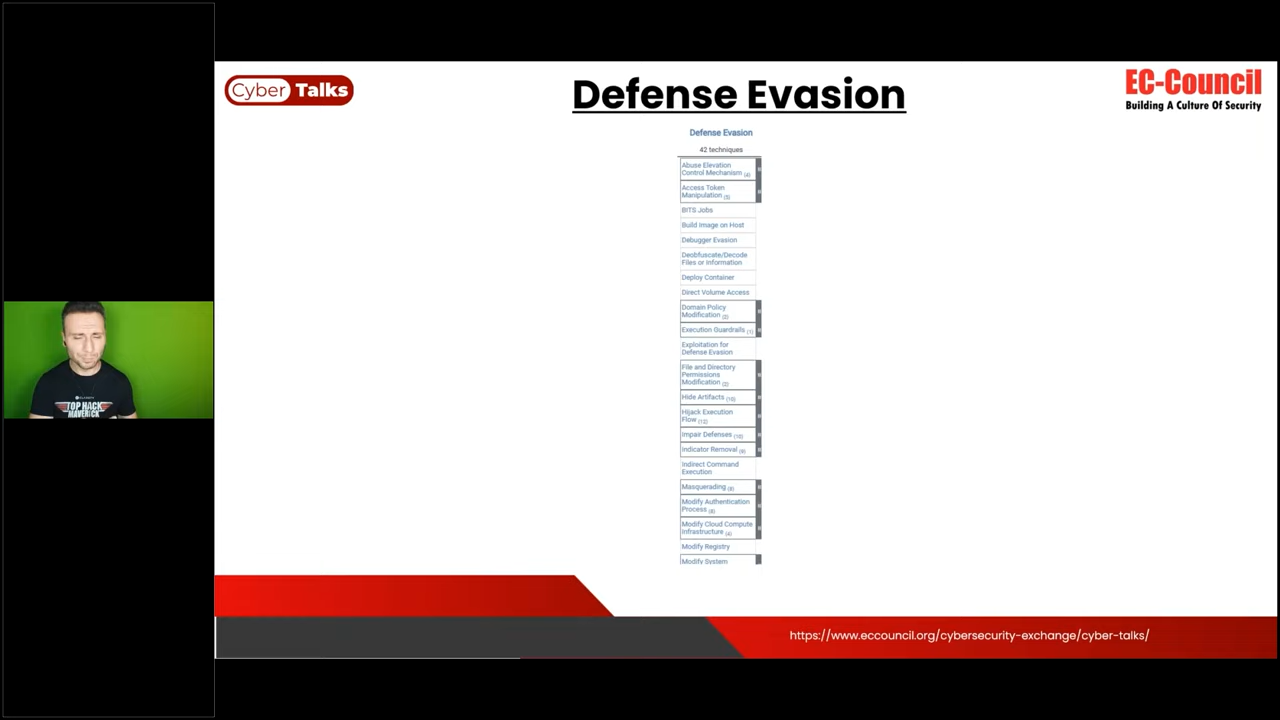 Cyber Talks
Defense Evasion
EC-Council
Building A Culture Of Security
Defense Evasion
42 techniques
Abuse Elevation
Control Mechanism (4)
Access Token
Manipulation (5)
BITS Jobs
Build Image on Host
Debugger Evasion
Deobfuscate/Decode
Files or Information
Deploy Container
Direct Volume Access
Domain Policy
Modification (2)
Execution Guardrails (1)
Exploitation for
Defense Evasion
File and Directory
Permissions
Modification (2)
Hide Artifacts (10)
Hijack Execution
Flow (12)
Impair Defenses (10)
Indicator Removal (9)
Indirect Command
Execution
Masquerading (8)
Modify Authentication
Process (8)
Modify Cloud Compute
Infrastructure (4)
Modify Registry
Modify System
TOP HACK
MAVERICK
https://www.eccouncil.org/cybersecurity-exchange/cyber-talks/